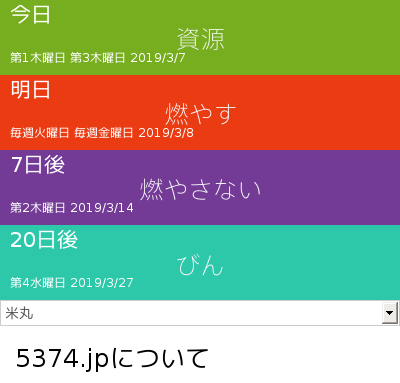 今日
資源
第1木曜日 第3木曜日 2019/3/7
明日
燃やす
毎週火曜日 毎週金曜日 2019/3/8
7日後
燃やさない
第2木曜日 2019/3/14
20日後
びん
第4水曜日 2019/3/27
米丸
5374.jpについて